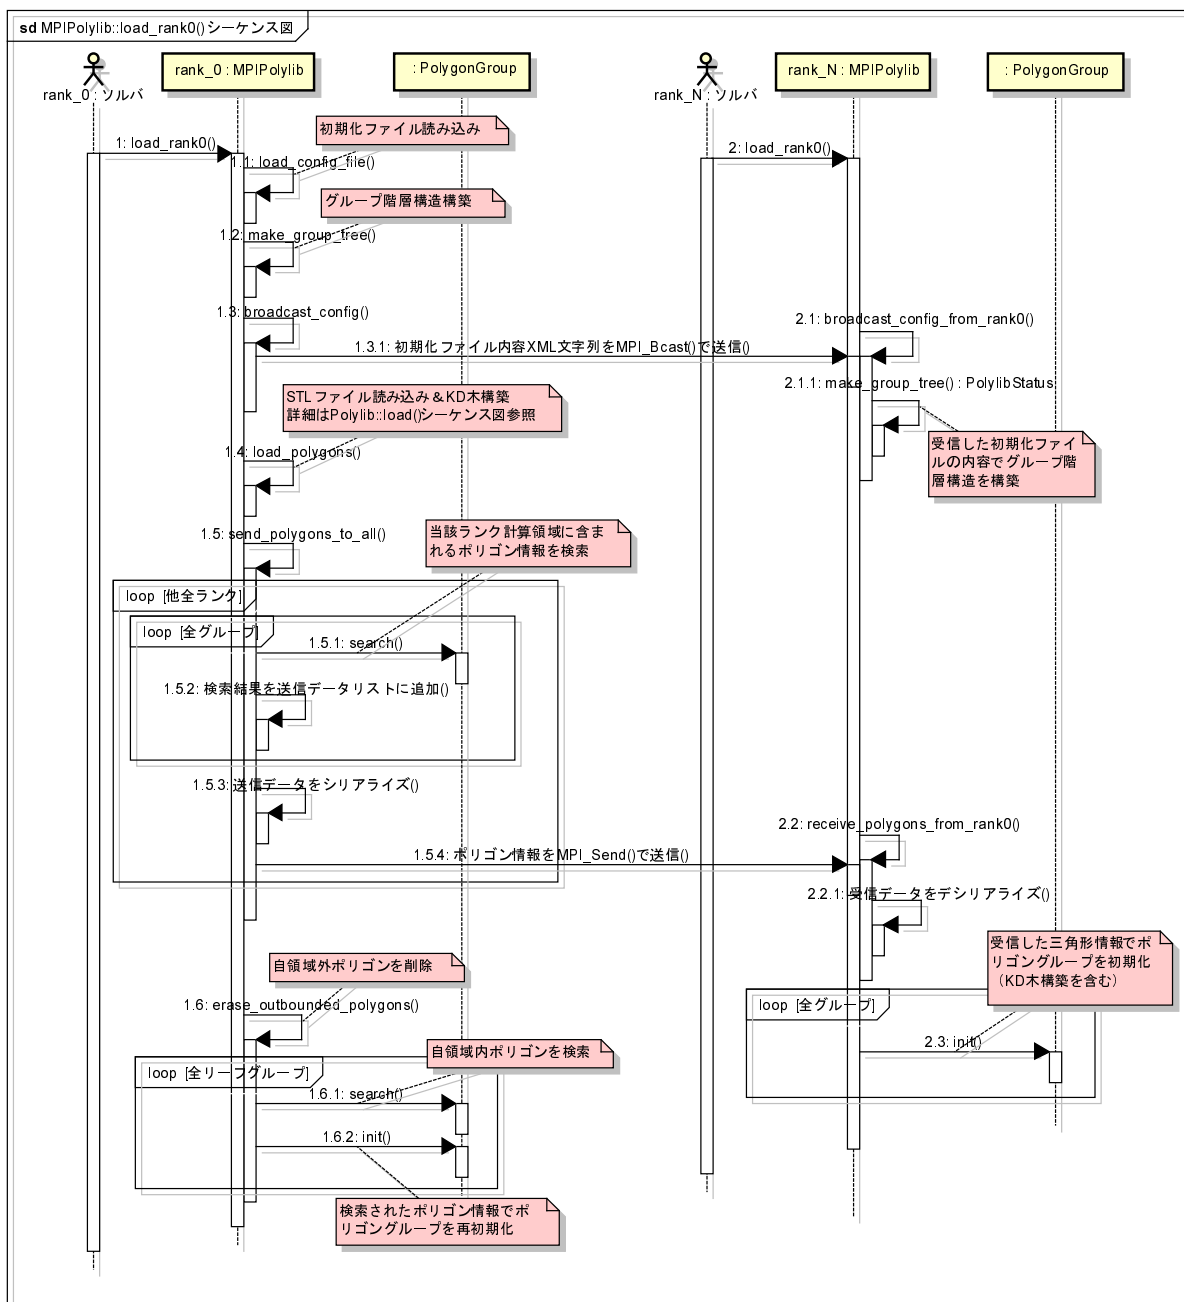 sd MPIPolylib::load_rank0()シーケンス図
rank_0 : ソルバ
rank_0 : MPIPolylib
: PolygonGroup
rank_N : ソルバ
rank_N : MPIPolylib
: PolygonGroup
初期化ファイル読み込み
1: load_rank0()
2: load_rank0()
1.1: load_config_file()
グループ階層構造構築
1.2: make_group_tree()
1.3: broadcast_config()
2.1: broadcast_config_from_rank0()
1.3.1: 初期化ファイル内容XML文字列をMPI_Bcast()で送信()
2.1.1: make_group_tree() : PolylibStatus
STLファイル読み込み＆KD木構築
詳細はPolylib::load()シーケンス図参照
受信した初期化ファイ
ルの内容でグループ階
層構造を構築
1.4: load_polygons()
1.5: send_polygons_to_all()
当該ランク計算領域に含ま
れるポリゴン情報を検索
loop [他全ランク]
loop [全グループ]
1.5.1: search()
1.5.2: 検索結果を送信データリストに追加()
1.5.3: 送信データをシリアライズ()
2.2: receive_polygons_from_rank0()
1.5.4: ポリゴン情報をMPI_Send()で送信()
2.2.1: 受信データをデシリアライズ()
受信した三角形情報でポ
リゴングループを初期化
（KD木構築を含む）
自領域外ポリゴンを削除
1.6: erase_outbounded_polygons()
loop [全グループ]
2.3: init()
自領域内ポリゴンを検索
loop [全リーフグループ]
1.6.1: search()
1.6.2: init()
検索されたポリゴン情報でポ
リゴングループを再初期化